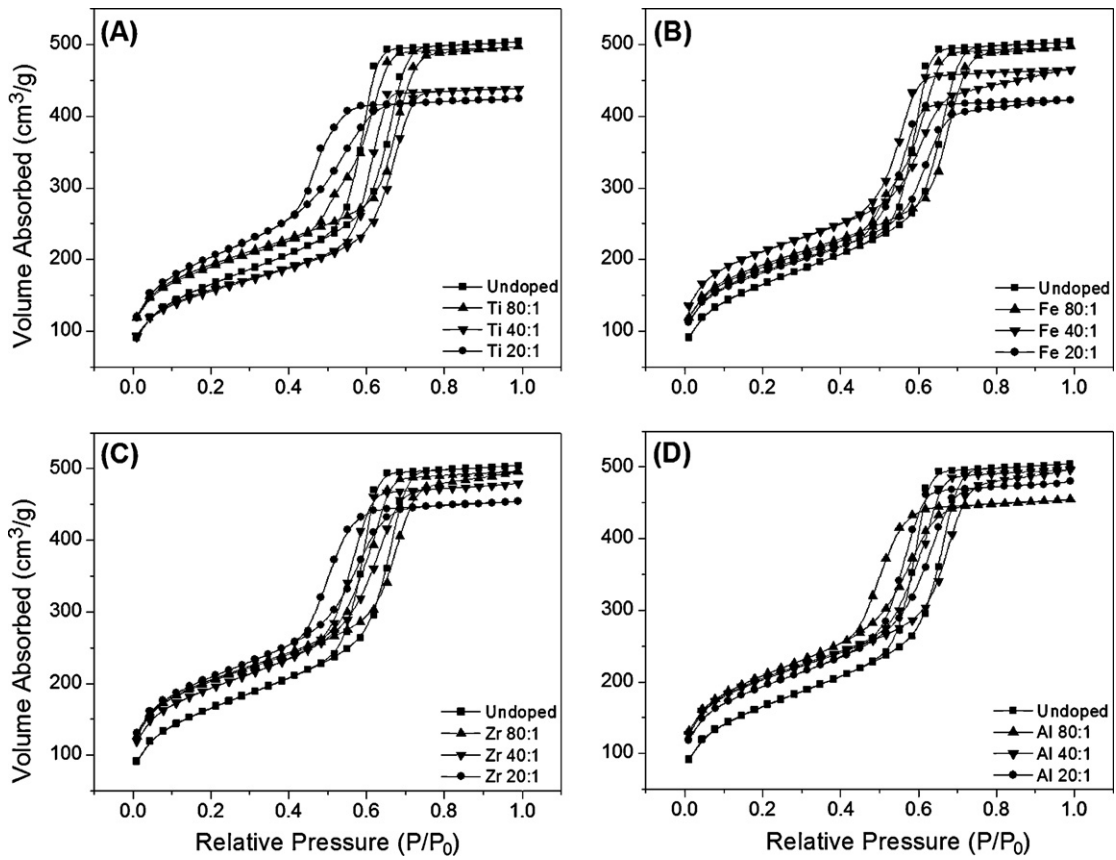 (A)
500
400
300
200
100
Volume Absorbed (cm³/g)
Undoped
Ti 80:1
Ti 40:1
Ti 20:1
0.0 0.2 0.4 0.6 0.8 1.0
(B)
500
400
300
200
100
Undoped
Fe 80:1
Fe 40:1
Fe 20:1
0.0 0.2 0.4 0.6 0.8 1.0
(C)
500
400
300
200
100
Volume Absorbed (cm³/g)
Undoped
Zr 80:1
Zr 40:1
Zr 20:1
0.0 0.2 0.4 0.6 0.8 1.0
Relative Pressure (P/P₀)
(D)
500
400
300
200
100
Undoped
Al 80:1
Al 40:1
Al 20:1
0.0 0.2 0.4 0.6 0.8 1.0
Relative Pressure (P/P₀)